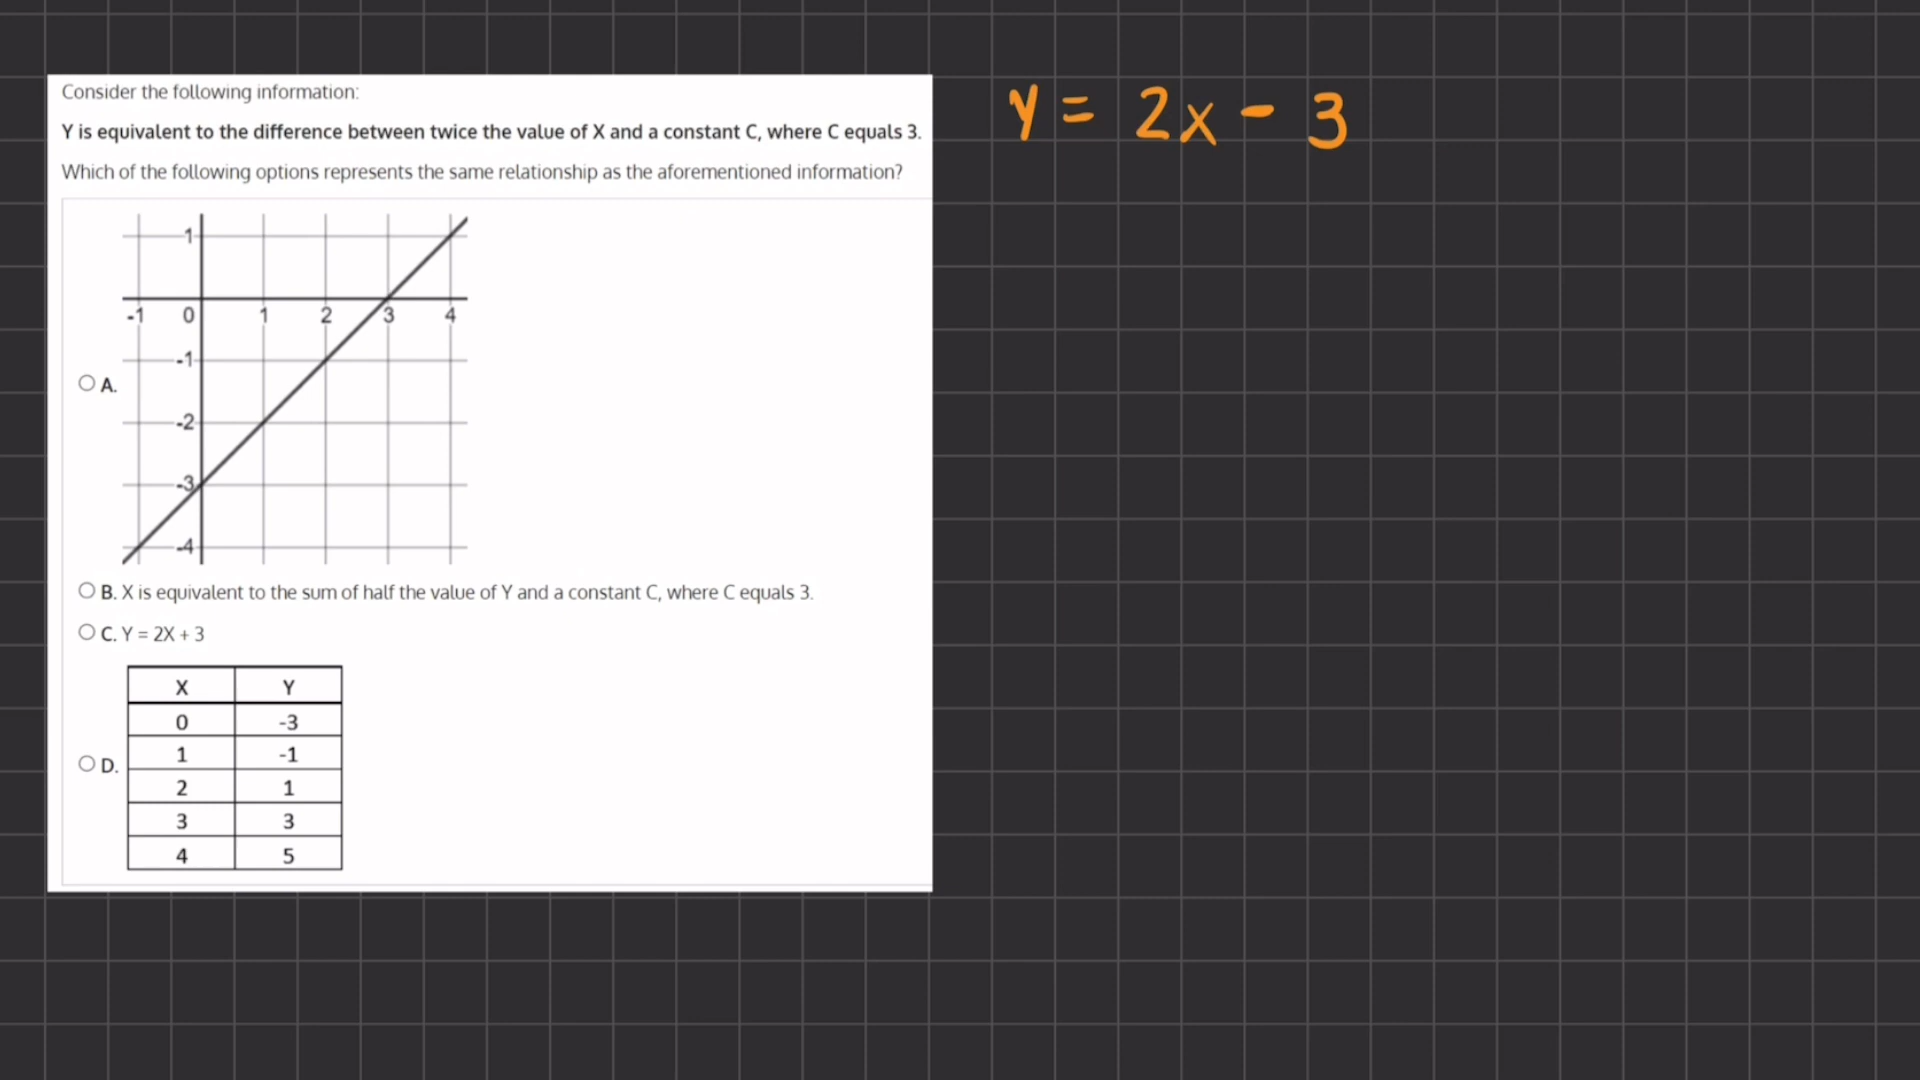 Consider the following information:
Y is equivalent to the difference between twice the value of X and a constant C, where C equals 3.
Which of the following options represents the same relationship as the aforementioned information?
y = 2x - 3
1
-1 0 1 2 3 4
-1
A.
-2
-3
-4
B. X is equivalent to the sum of half the value of Y and a constant C, where C equals 3.
C. Y = 2X + 3
D.
X Y
0 -3
1 -1
2 1
3 3
4 5